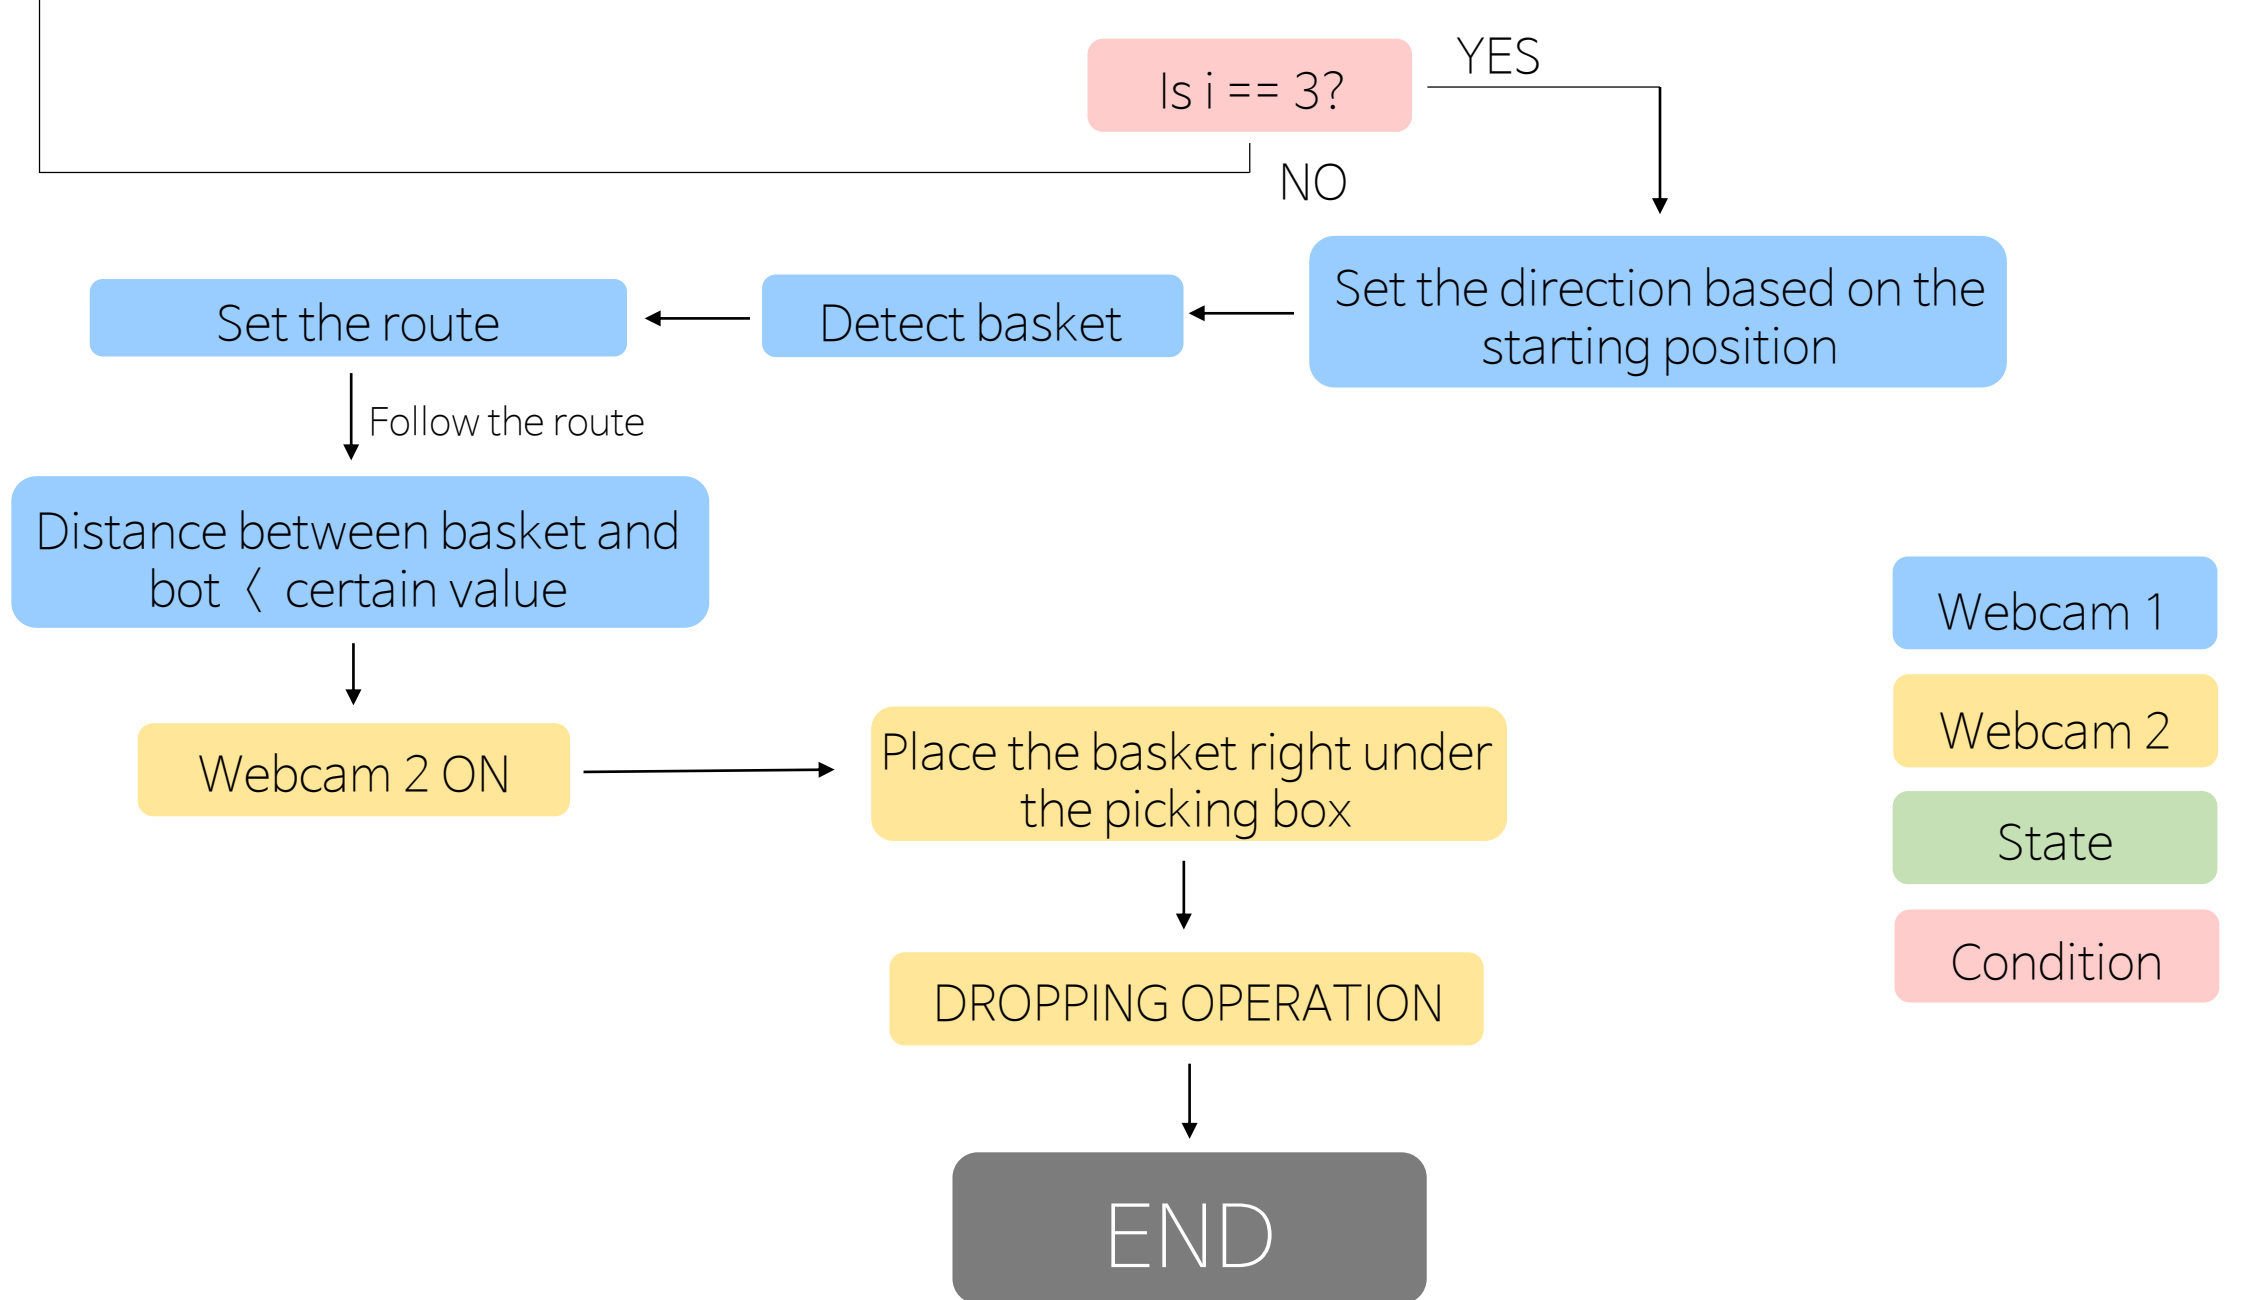 YES
Is i == 3?
NO
Set the direction based on the
starting position
Detect basket
Set the route
Follow the route
Distance between basket and
bot〈 certain value
Webcam 2 ON
Place the basket right under
the picking box
DROPPING OPERATION
END
Webcam 1
Webcam 2
State
Condition